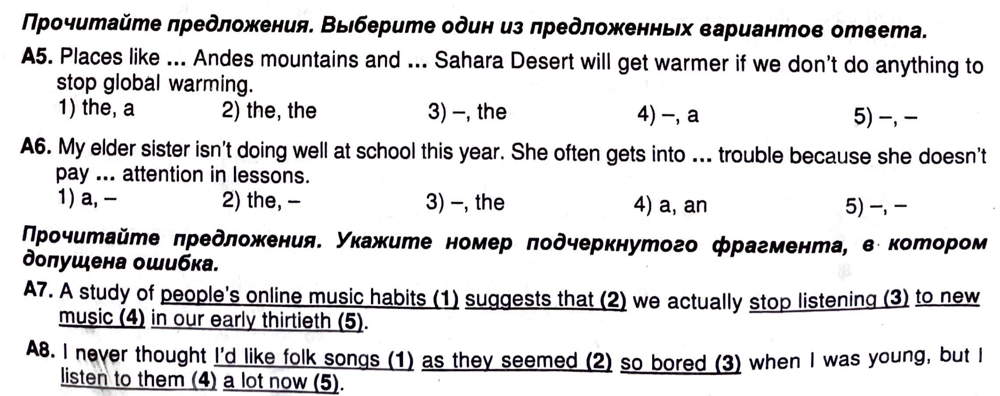 Прочитайте предложения. Выберите один из предложенных вариантов ответа.
A5. Places like ... Andes mountains and ... Sahara Desert will get warmer if we don't do anything to
stop global warming.
1) the, a 2) the, the 3) –, the 4) –, a 5) –, –
A6. My elder sister isn't doing well at school this year. She often gets into ... trouble because she doesn't
pay ... attention in lessons.
1) a, – 2) the, – 3) –, the 4) a, an 5) –, –
Прочитайте предложения. Укажите номер подчеркнутого фрагмента, в котором
допущена ошибка.
A7. A study of people's online music habits (1) suggests that (2) we actually stop listening (3) to new
music (4) in our early thirtieth (5).
A8. I never thought I'd like folk songs (1) as they seemed (2) so bored (3) when I was young, but I
listen to them (4) a lot now (5).